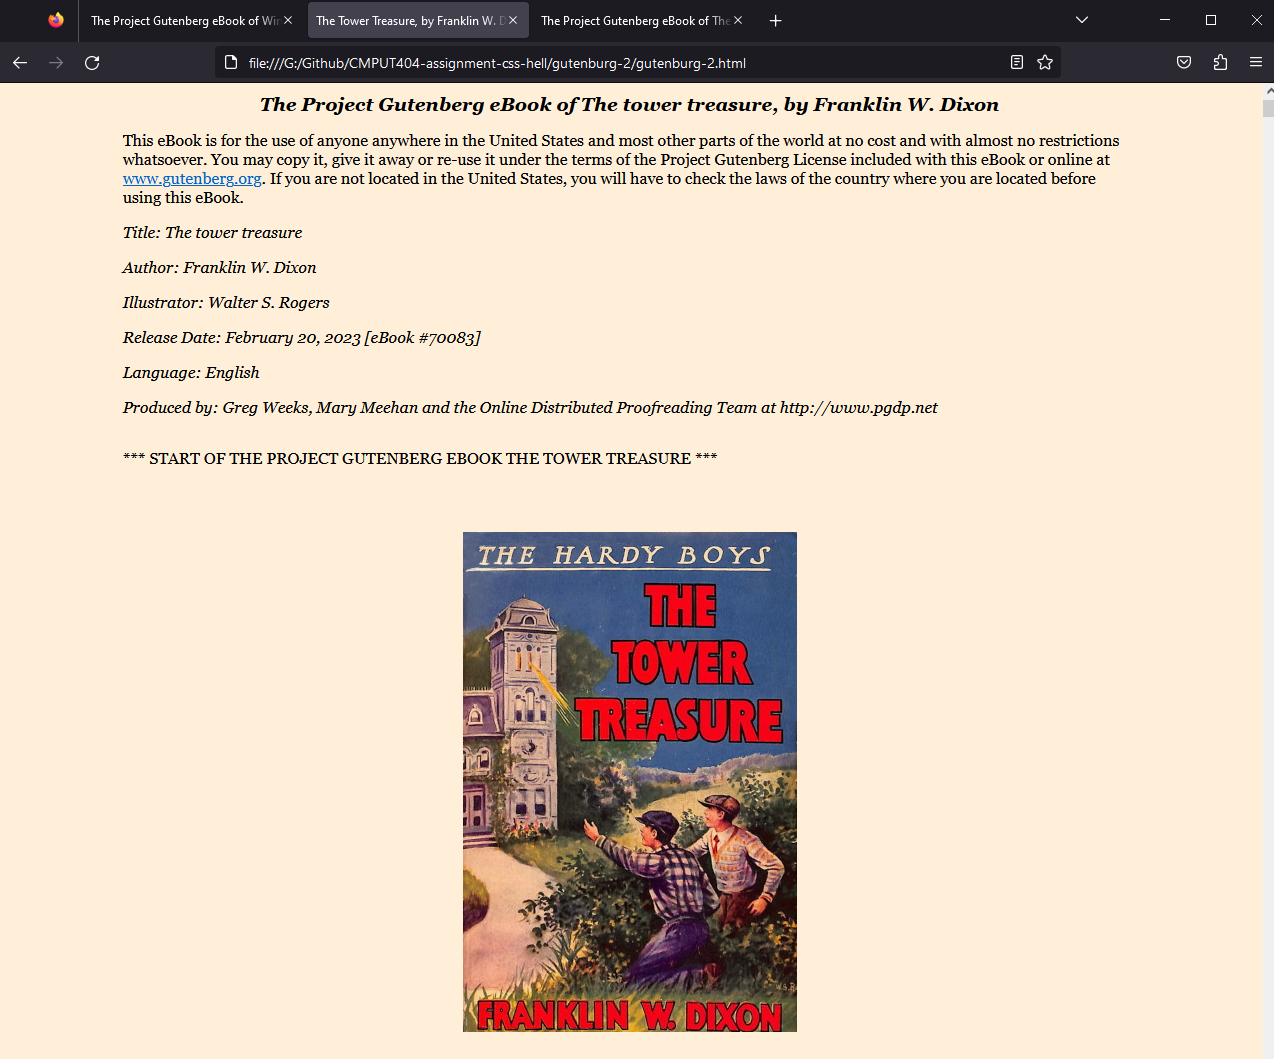 The Project Gutenberg eBook of Win
The Tower Treasure, by Franklin W. D
The Project Gutenberg eBook of The
file:///G:/Github/CMPUT404-assignment-css-hell/gutenburg-2/gutenburg-2.html
The Project Gutenberg eBook of The tower treasure, by Franklin W. Dixon
This eBook is for the use of anyone anywhere in the United States and most other parts of the world at no cost and with almost no restrictions
whatsoever. You may copy it, give it away or re-use it under the terms of the Project Gutenberg License included with this eBook or online at
www.gutenberg.org. If you are not located in the United States, you will have to check the laws of the country where you are located before
using this eBook.
Title: The tower treasure
Author: Franklin W. Dixon
Illustrator: Walter S. Rogers
Release Date: February 20, 2023 [eBook #70083]
Language: English
Produced by: Greg Weeks, Mary Meehan and the Online Distributed Proofreading Team at http://www.pgdp.net
*** START OF THE PROJECT GUTENBERG EBOOK THE TOWER TREASURE ***
THE HARDY BOYS
THE
TOWER
TREASURE
FRANKLIN W. DIXON